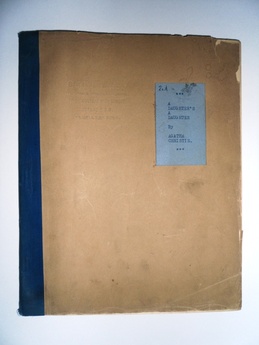 ***
A
DAUGHTER'S
A
DAUGHTER
By
AGATHA
CHRISTIE.
***